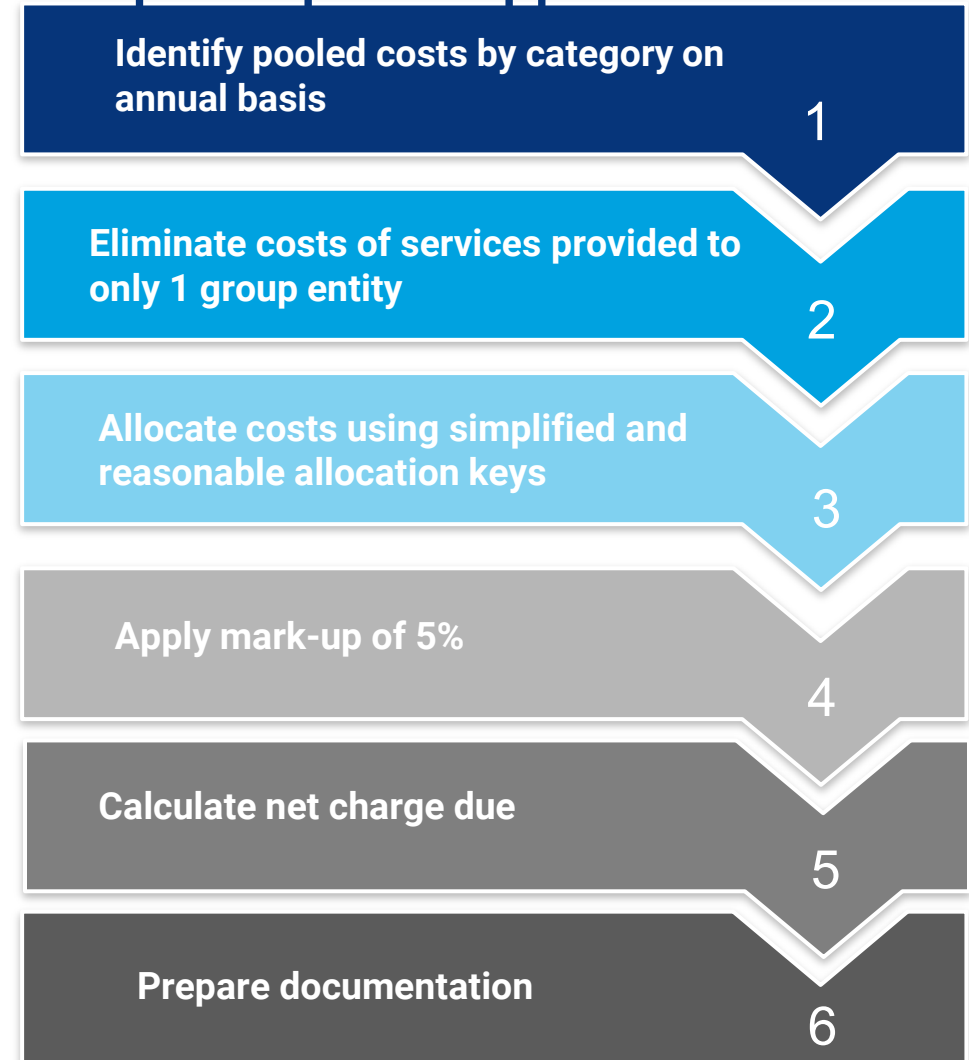 Identify pooled costs by category on
annual basis
1
Eliminate costs of services provided to
only 1 group entity
2
Allocate costs using simplified and
reasonable allocation keys
3
Apply mark-up of 5%
4
Calculate net charge due
5
Prepare documentation
6